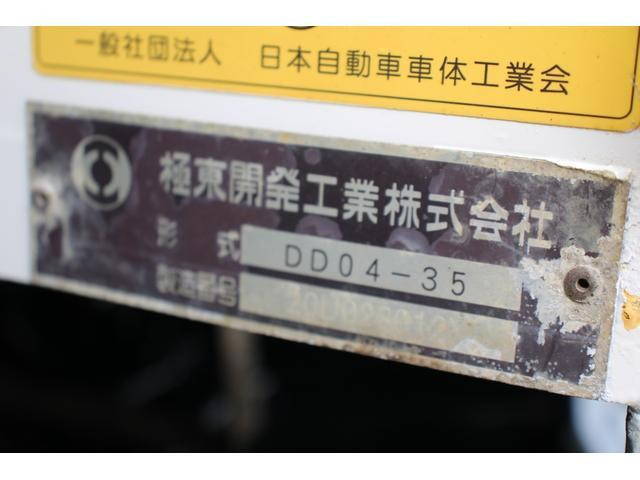 一般社団法人 日本自動車車体工業会
極東開発工業株式会社
形式 DD04-35
製造番号